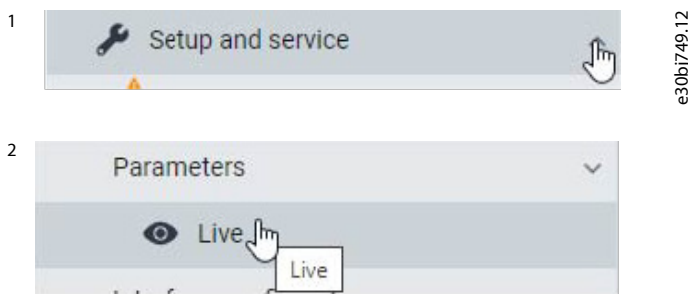 1
Setup and service
e30bi749.12
2
Parameters
Live
Live